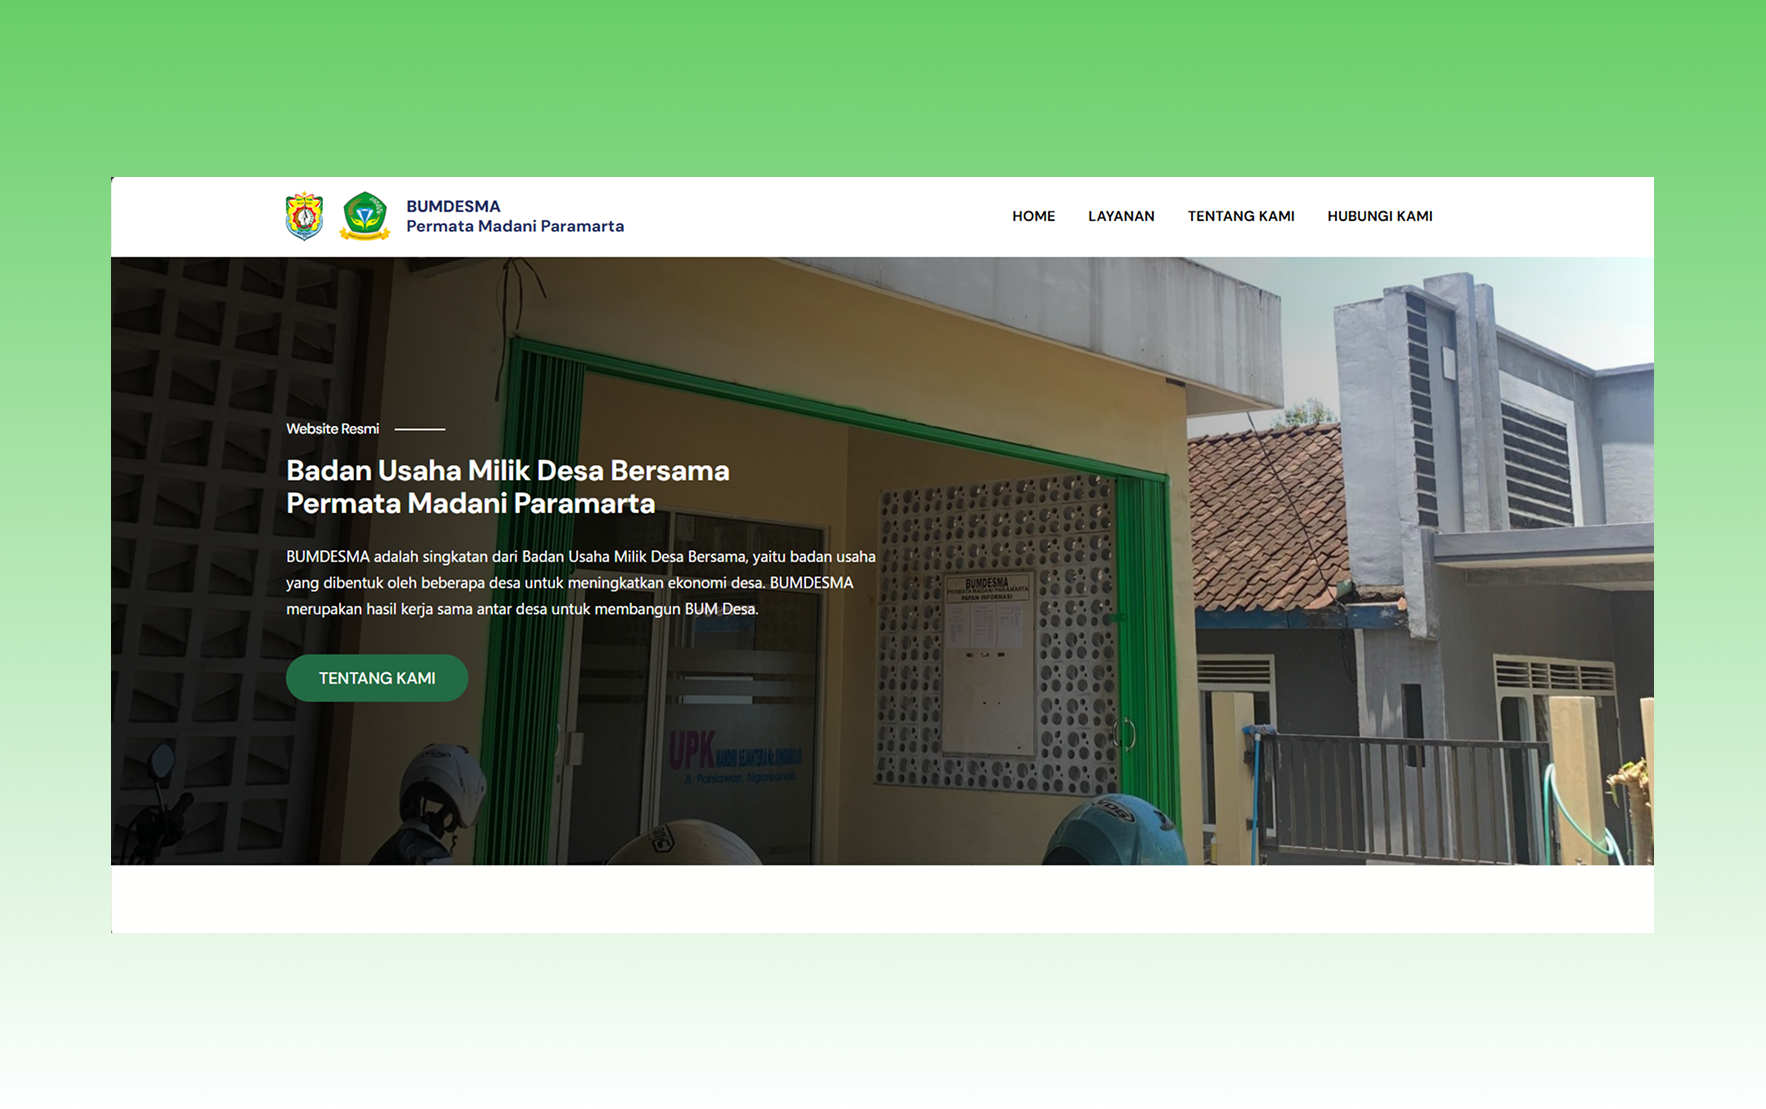 BUMDESMA
Permata Madani Paramarta
HOME LAYANAN TENTANG KAMI HUBUNGI KAMI
Website Resmi
Badan Usaha Milik Desa Bersama
Permata Madani Paramarta
BUMDESMA adalah singkatan dari Badan Usaha Milik Desa Bersama, yaitu badan usaha
yang dibentuk oleh beberapa desa untuk meningkatkan ekonomi desa. BUMDESMA
merupakan hasil kerja sama antar desa untuk membangun BUM Desa.
TENTANG KAMI
BUMDESMA
PERMATA MADANI PARAMARTA
PAPAN INFORMASI
UPK
Jl. Pahlawan,